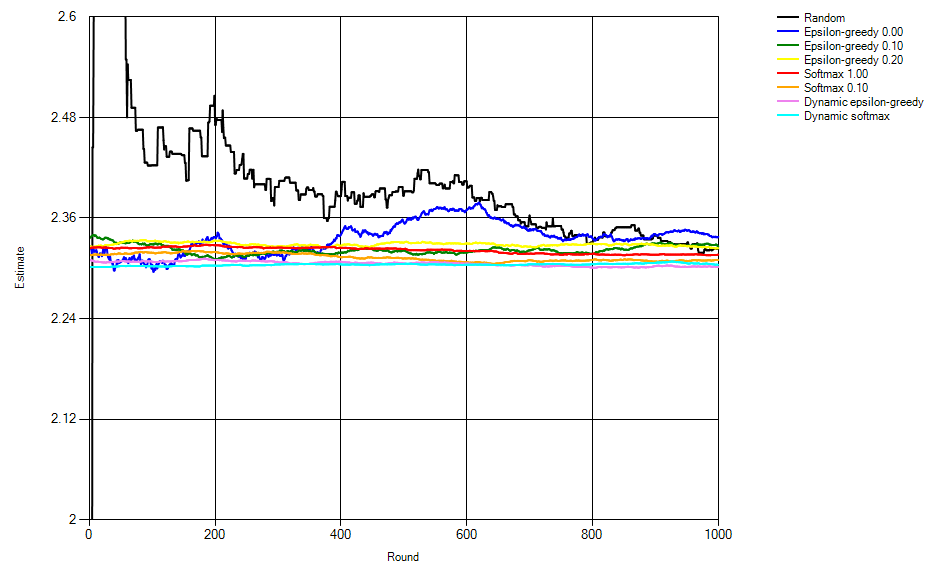 2.6
2.48
2.36
2.24
2.12
2
Estimate
0
200
400
600
800
1000
Round
Random
Epsilon-greedy 0.00
Epsilon-greedy 0.10
Epsilon-greedy 0.20
Softmax 1.00
Softmax 0.10
Dynamic epsilon-greedy
Dynamic softmax